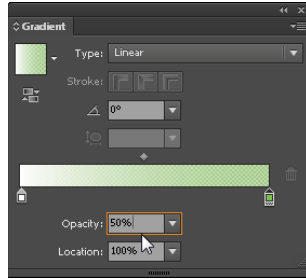 Gradient
Type: Linear
Stroke:
0°
Opacity: 50%
Location: 100%